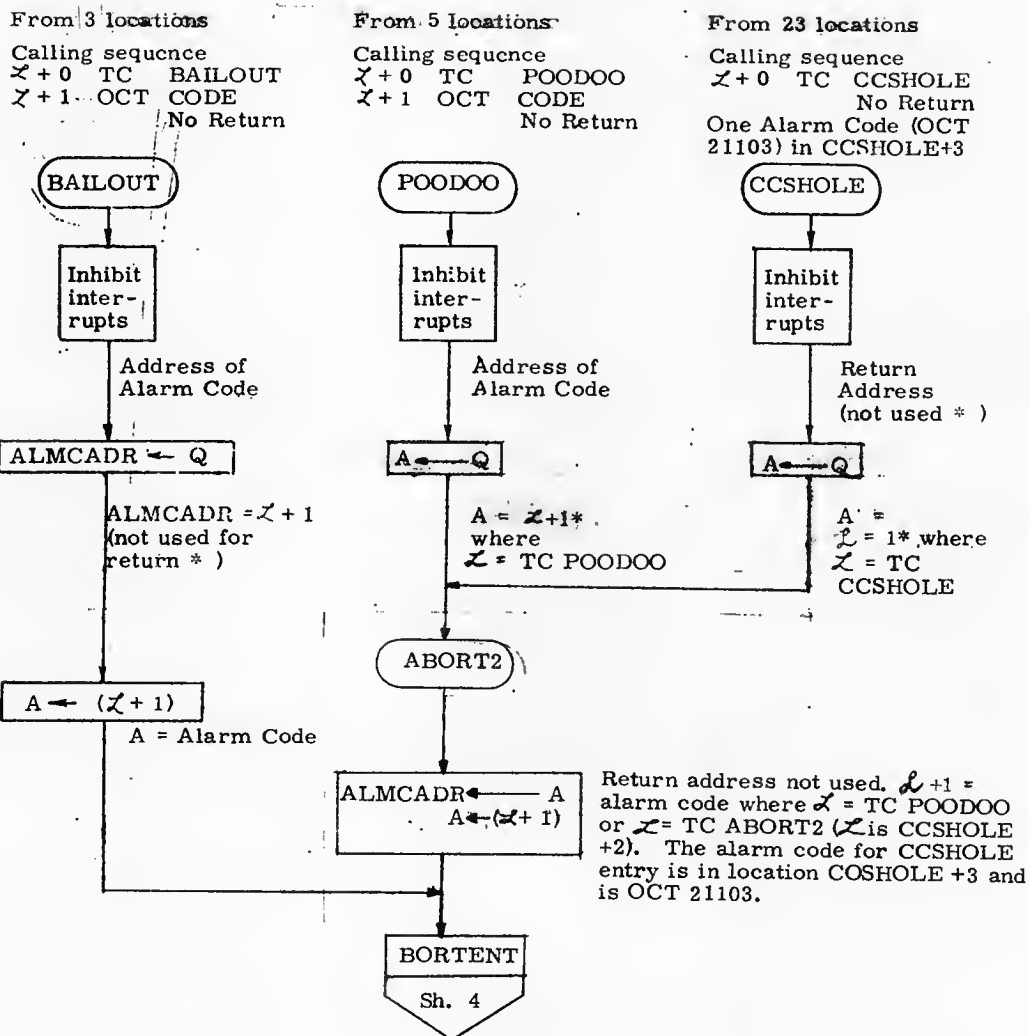 From 3 locations
Calling sequence
ℒ + 0 TC BAILOUT
ℒ + 1 OCT CODE
No Return
From 5 locations
Calling sequence
ℒ + 0 TC POODOO
ℒ + 1 OCT CODE
No Return
From 23 locations
Calling sequence
ℒ + 0 TC CCSHOLE
No Return
One Alarm Code (OCT
21103) in CCSHOLE+3
BAILOUT
POODOO
CCSHOLE
Inhibit
inter-
rupts
Inhibit
inter-
rupts
Inhibit
inter-
rupts
Address of
Alarm Code
Address of
Alarm Code
Return
Address
(not used * )
ALMCADR ← Q
A ← Q
A ← Q
ALMCADR = ℒ + 1
(not used for
return * )
A = ℒ+1*
where
ℒ = TC POODOO
A =
ℒ = 1* where
ℒ = TC
CCSHOLE
ABORT2
A ← (ℒ + 1)
A = Alarm Code
ALMCADR ← A
A ← (ℒ + 1)
Return address not used. ℒ +1 =
alarm code where ℒ = TC POODOO
or ℒ = TC ABORT2 (ℒ is CCSHOLE
+2). The alarm code for CCSHOLE
entry is in location COSHOLE +3 and
is OCT 21103.
BORTENT
Sh. 4